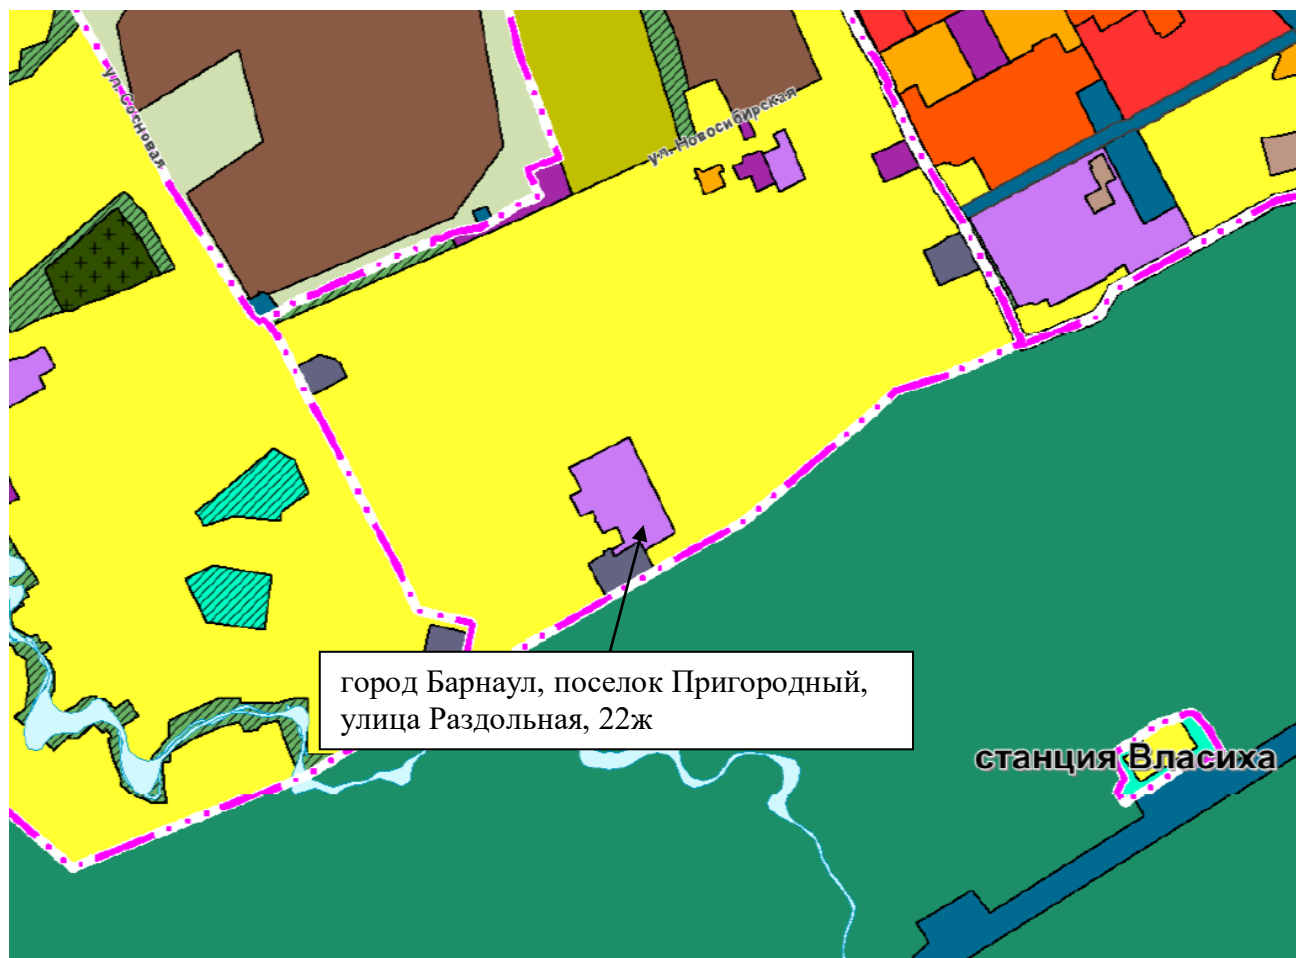 ул. Сосновая
ул. Новосибирская
город Барнаул, поселок Пригородный,
улица Раздольная, 22ж
станция Власиха